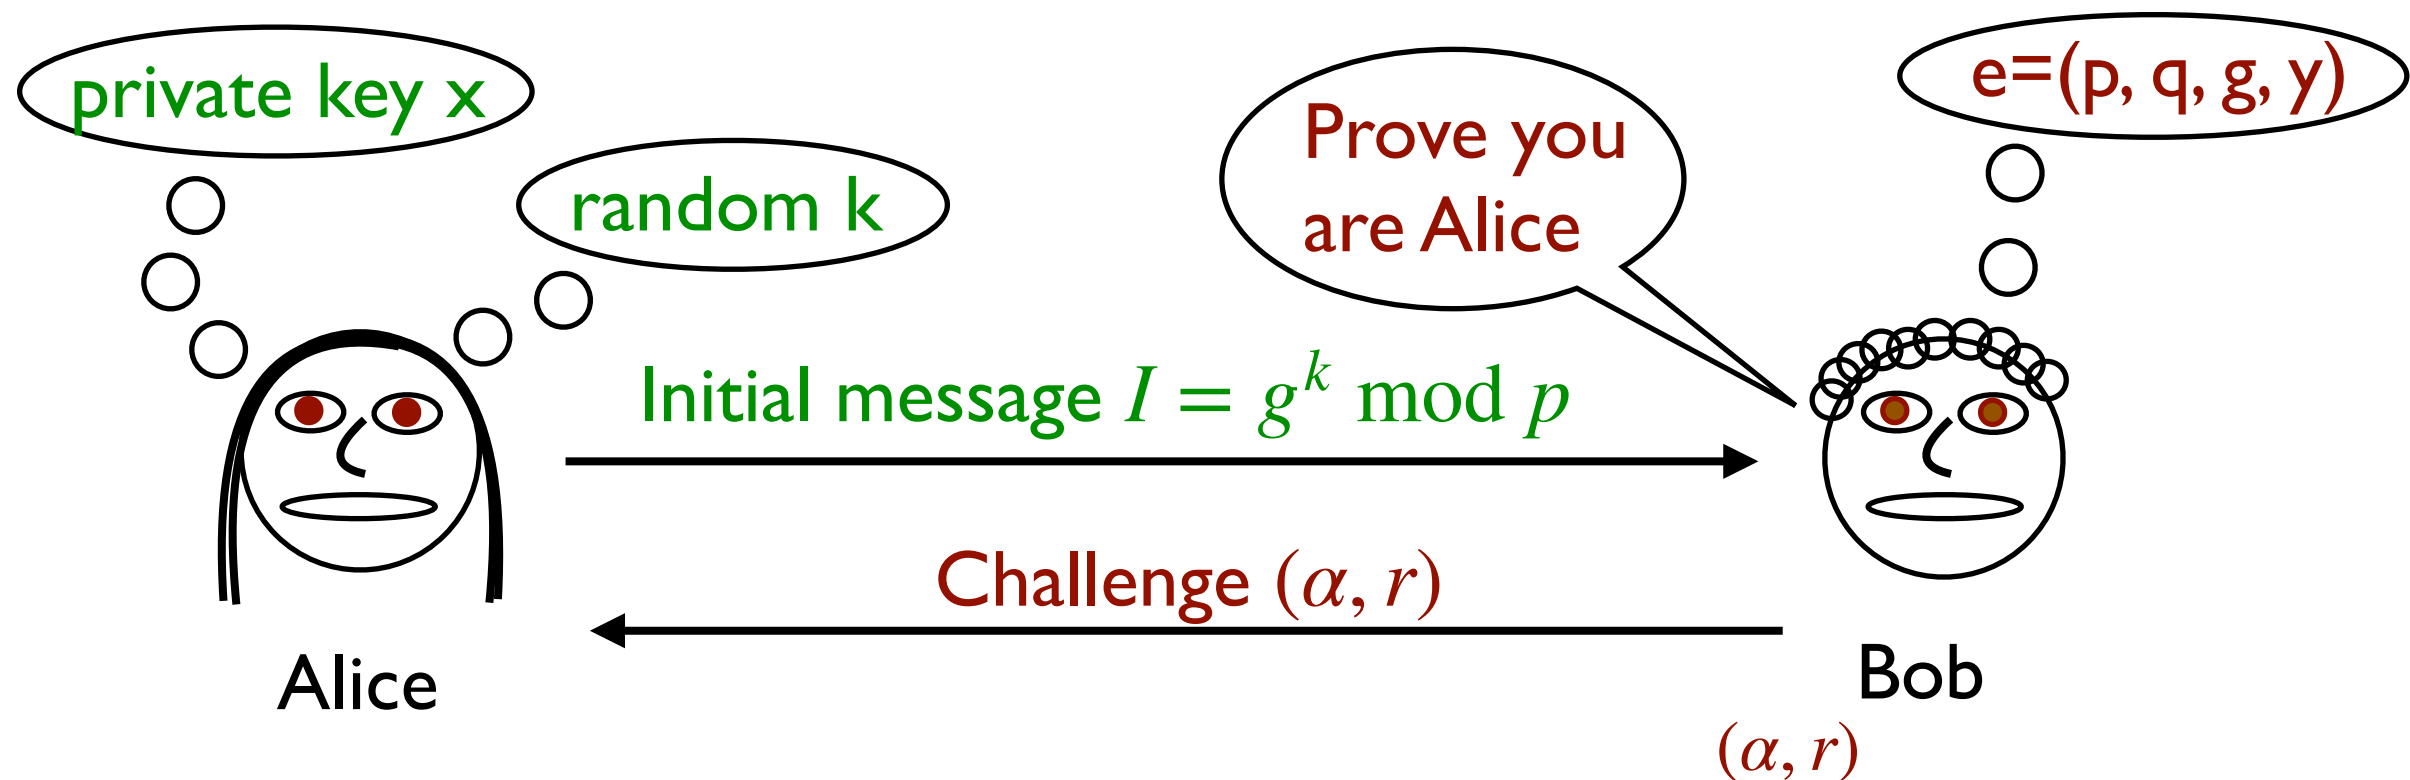 private key x
random k
Prove you
are Alice
e=(p, q, g, y)
Initial message I = g^k mod p
Challenge (α, r)
Alice
Bob
(α, r)